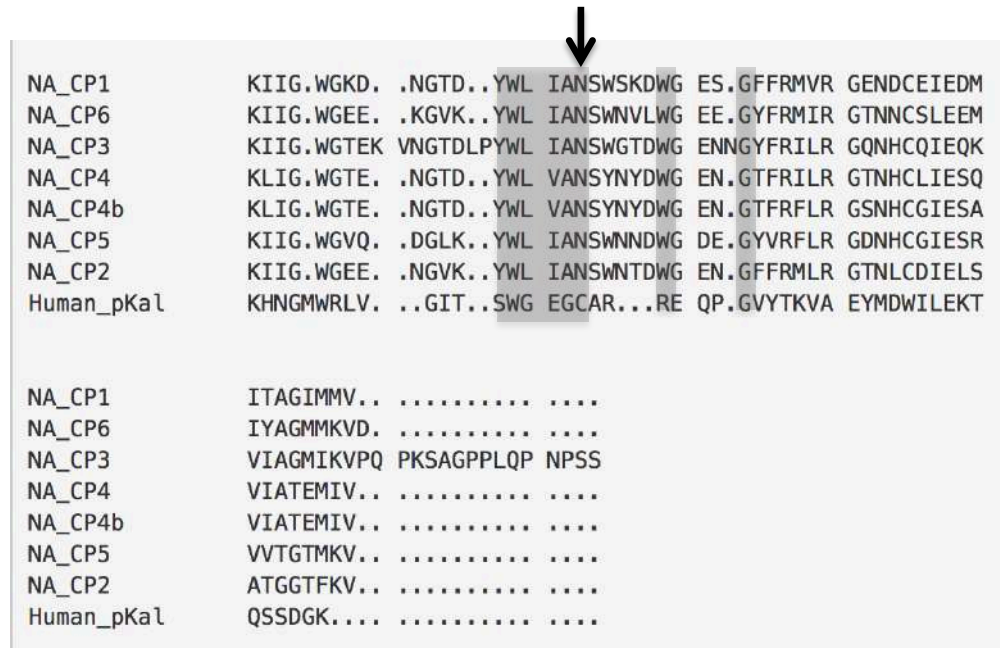 NA_CP1 KIIG.WGKD. .NGTD..YWL IANSWSKDWG ES.GFFRMVR GENDCEIEDM
NA_CP6 KIIG.WGEE. .KGVK..YWL IANSWNVLWG EE.GYFRMIR GTNNCSLEEM
NA_CP3 KIIG.WGTEK VNGTDLPYWL IANSWGTDWG ENNGYFRILR GQNHCQIEQK
NA_CP4 KLIG.WGTE. .NGTD..YWL VANSYNYDWG EN.GTFRILR GTNHCLIESQ
NA_CP4b KLIG.WGTE. .NGTD..YWL VANSYNYDWG EN.GTFRFLR GSNHCGIESA
NA_CP5 KIIG.WGVQ. .DGLK..YWL IANSWNNDWG DE.GYVRFLR GDNHCGIESR
NA_CP2 KIIG.WGEE. .NGVK..YWL IANSWNTDWG EN.GFFRMLR GTNLCDIELS
Human_pKal KHNGMWRLV. ..GIT..SWG EGCAR...RE QP.GVYTKVA EYMDWILEKT
NA_CP1 ITAGIMMV.. .......... ....
NA_CP6 IYAGMMKVD. .......... ....
NA_CP3 VIAGMIKVPQ PKSAGPPLQP NPSS
NA_CP4 VIATEMIV.. .......... ....
NA_CP4b VIATEMIV.. .......... ....
NA_CP5 VVTGTMKV.. .......... ....
NA_CP2 ATGGTFKV.. .......... ....
Human_pKal QSSDGK.... .......... ....